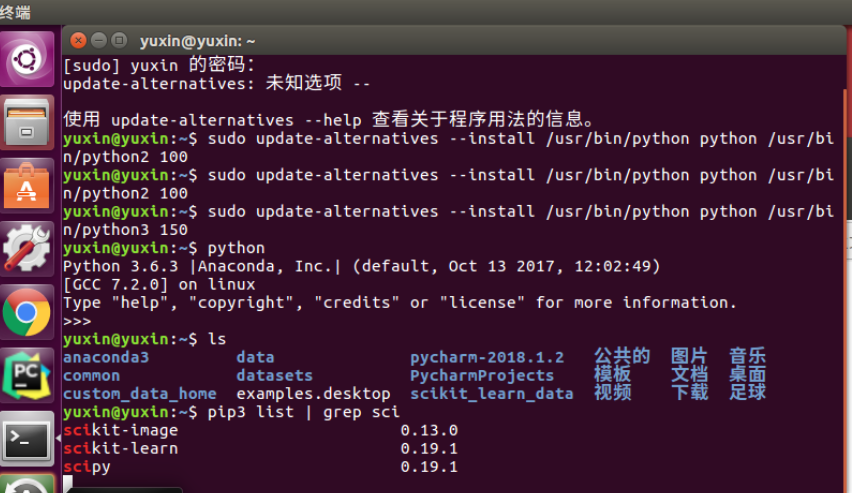 终端
yuxin@yuxin: ~
[sudo] yuxin 的密码：
update-alternatives: 未知选项 --
使用 update-alternatives --help 查看关于程序用法的信息。
yuxin@yuxin:~$ sudo update-alternatives --install /usr/bin/python python /usr/bi
n/python2 100
yuxin@yuxin:~$ sudo update-alternatives --install /usr/bin/python python /usr/bi
n/python2 100
yuxin@yuxin:~$ sudo update-alternatives --install /usr/bin/python python /usr/bi
n/python3 150
yuxin@yuxin:~$ python
Python 3.6.3 |Anaconda, Inc.| (default, Oct 13 2017, 12:02:49)
[GCC 7.2.0] on linux
Type "help", "copyright", "credits" or "license" for more information.
>>>
yuxin@yuxin:~$ ls
anaconda3 data pycharm-2018.1.2 公共的 图片 音乐
common datasets PycharmProjects 模板 文档 桌面
custom_data_home examples.desktop scikit_learn_data 视频 下载 足球
yuxin@yuxin:~$ pip3 list | grep sci
scikit-image 0.13.0
scikit-learn 0.19.1
scipy 0.19.1
PC